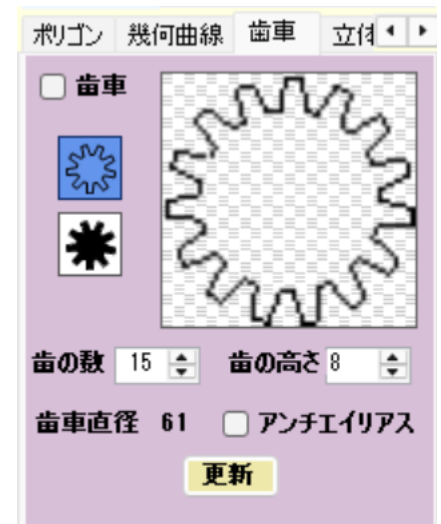 ポリゴン 幾何曲線 歯車
歯車
歯の数 15 歯の高さ 8
歯車直径 61 アンチエイリアス
更新